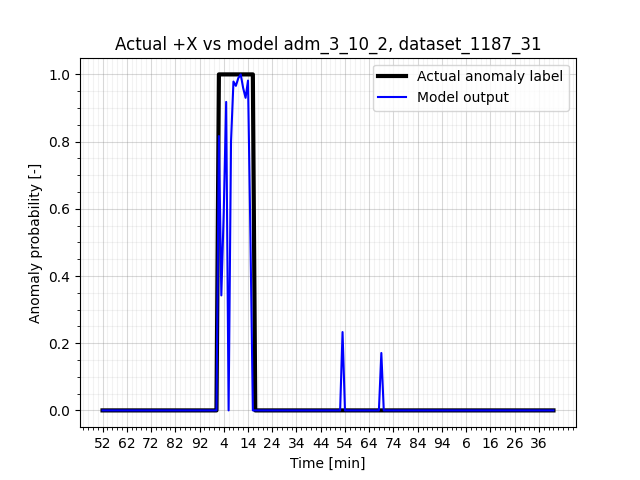 Actual +X vs model adm_3_10_2, dataset_1187_31
Actual anomaly label
Model output
Anomaly probability [-]
1.0
0.8
0.6
0.4
0.2
0.0
52 62 72 82 92 4 14 24 34 44 54 64 74 84 94 6 16 26 36
Time [min]